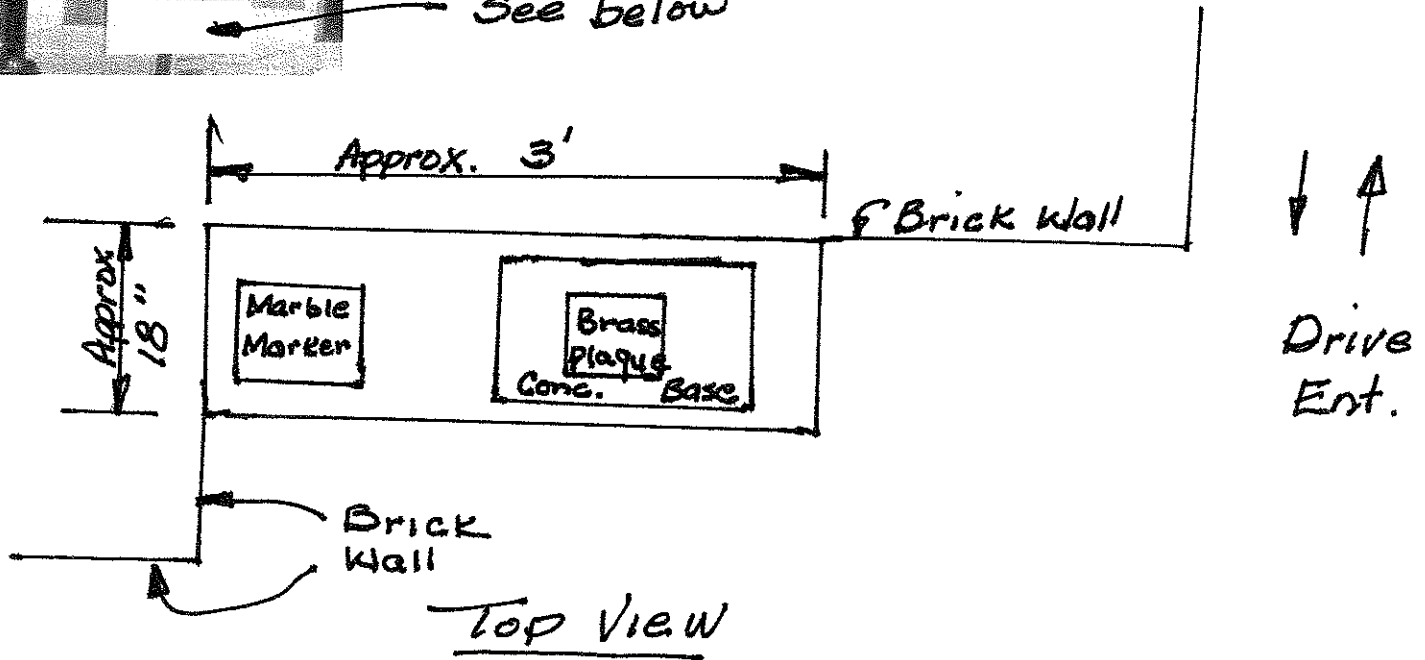 See below
Approx. 3'
Brick Wall
Approx
18"
Marble
Marker
Brass
Plaque
Conc. Base
Drive
Ent.
Brick
Wall
Top View